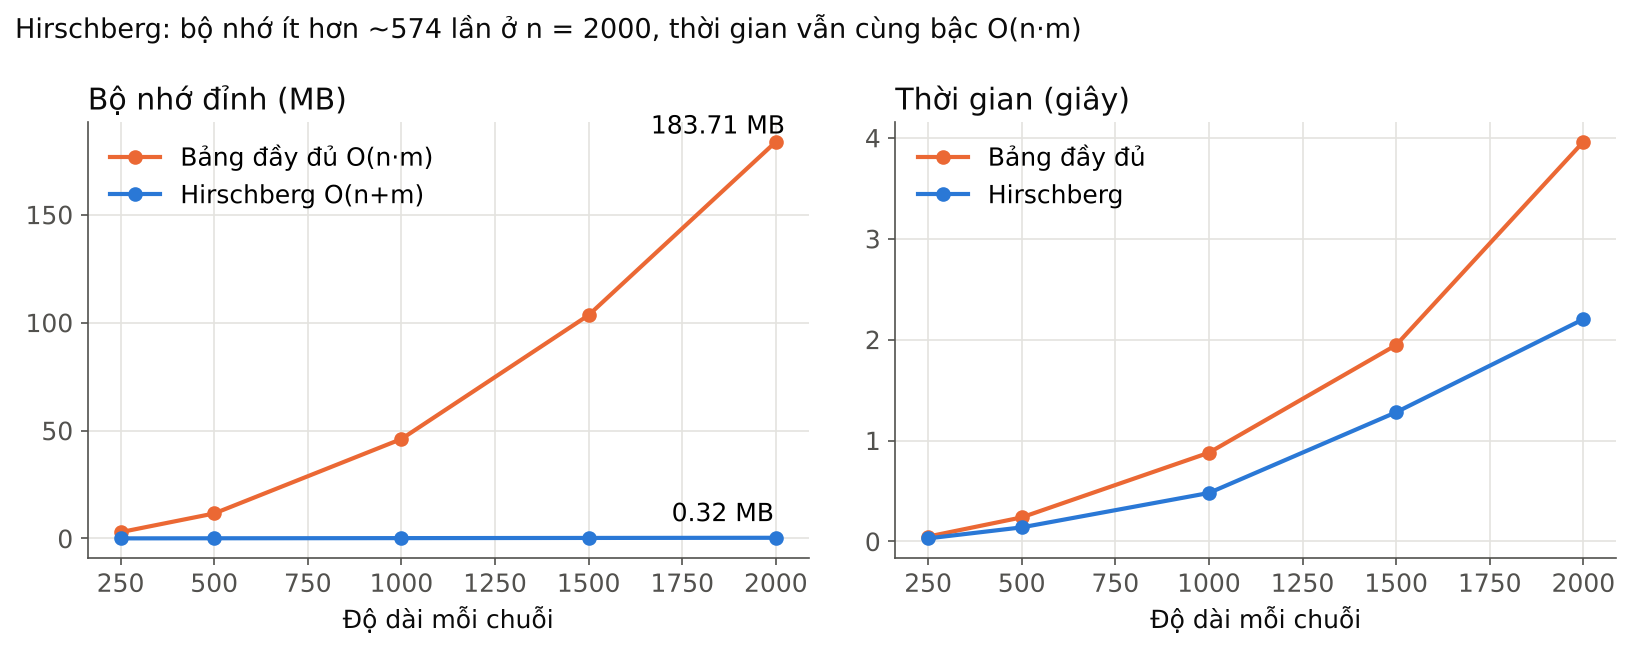 Hirschberg: bộ nhớ ít hơn ~574 lần ở n = 2000, thời gian vẫn cùng bậc O(n·m)
Bộ nhớ đỉnh (MB)
183.71 MB
Bảng đầy đủ O(n·m)
Hirschberg O(n+m)
150
100
50
0.32 MB
0
250 500 750 1000 1250 1500 1750 2000
Độ dài mỗi chuỗi
Thời gian (giây)
4
Bảng đầy đủ
Hirschberg
3
2
1
0
250 500 750 1000 1250 1500 1750 2000
Độ dài mỗi chuỗi